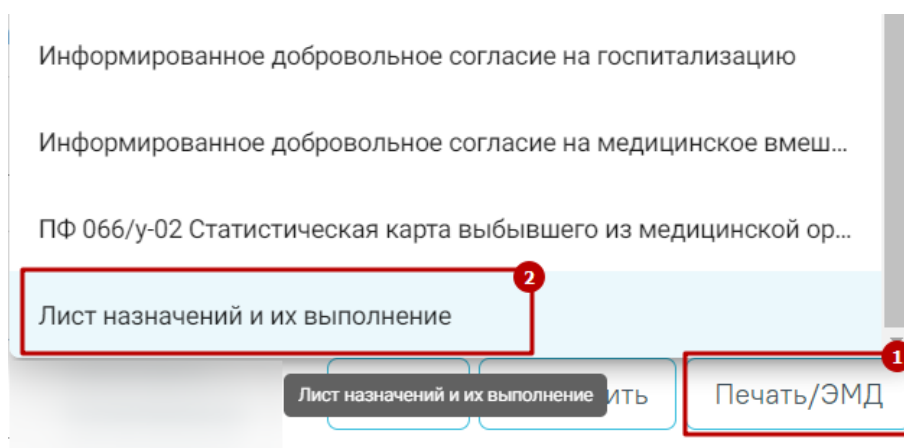 Информированное добровольное согласие на госпитализацию
Информированное добровольное согласие на медицинское вмеш...
ПФ 066/у-02 Статистическая карта выбывшего из медицинской ор...
2
Лист назначений и их выполнение
1
Лист назначений и их выполнение
ить
Печать/ЭМД